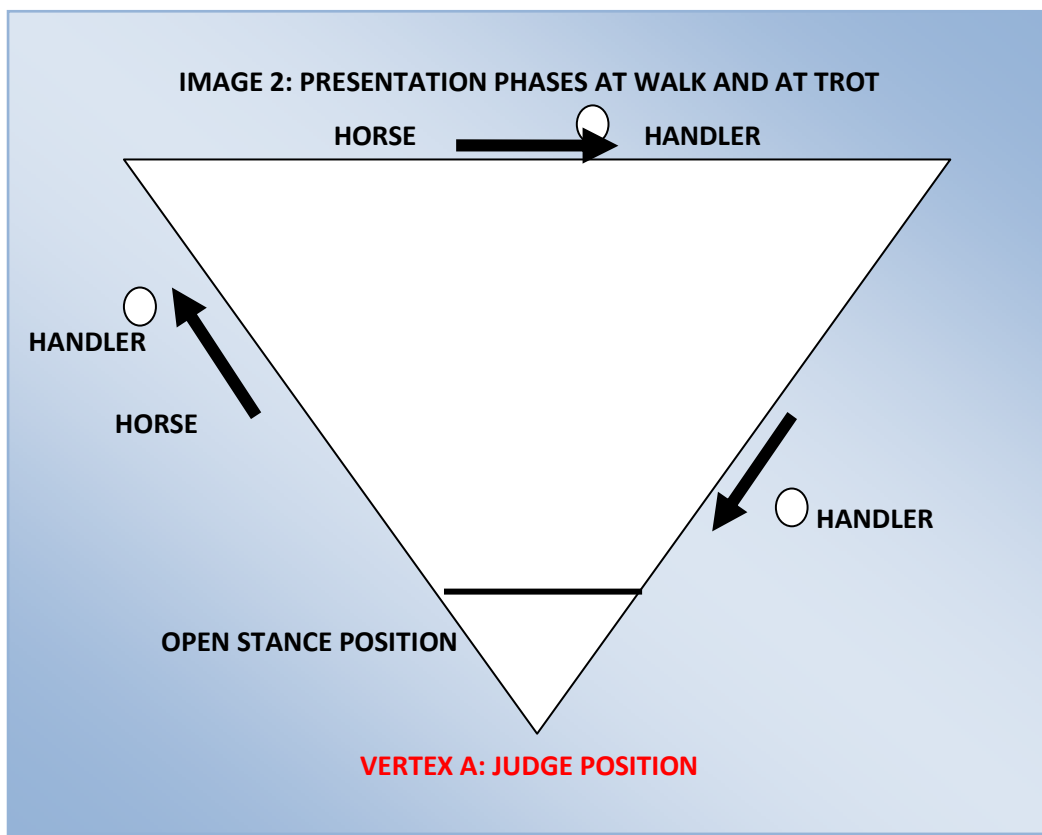 IMAGE 2: PRESENTATION PHASES AT WALK AND AT TROT
HORSE HANDLER
HANDLER
HORSE
HANDLER
OPEN STANCE POSITION
VERTEX A: JUDGE POSITION